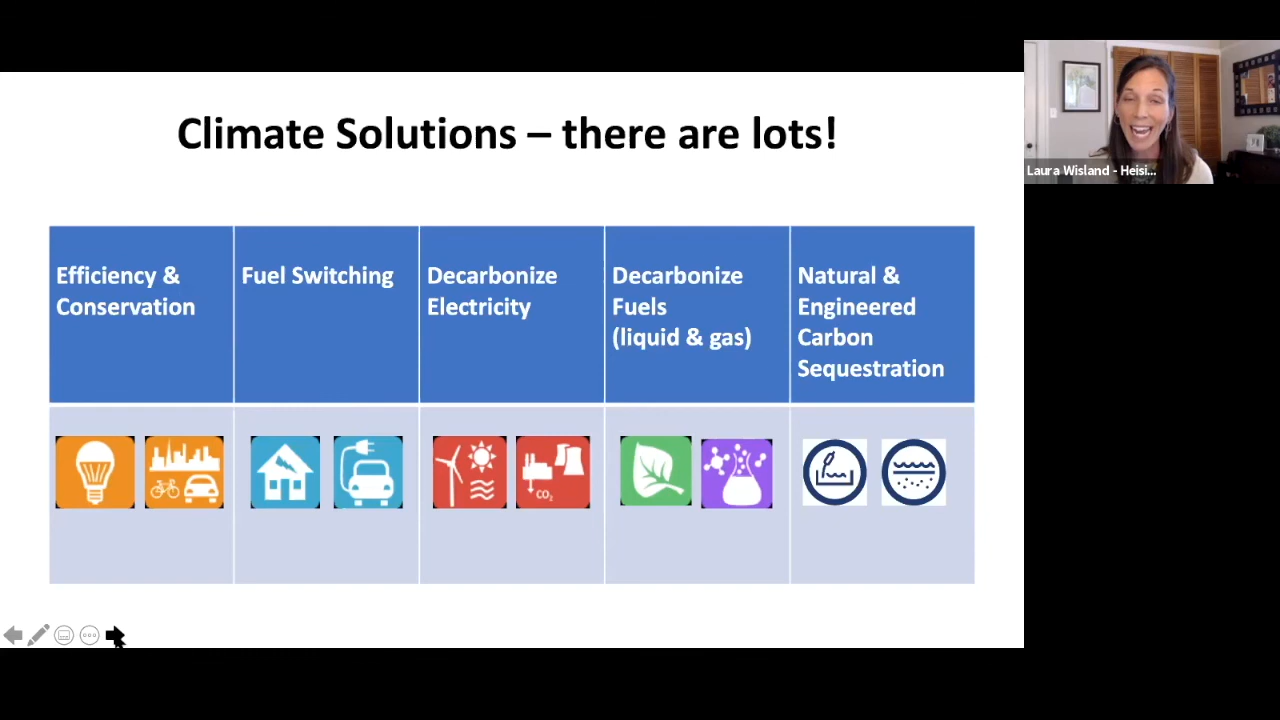 Climate Solutions – there are lots!
Laura Wisland - Heisi...
Efficiency &
Conservation
Fuel Switching
Decarbonize
Electricity
Decarbonize
Fuels
(liquid & gas)
Natural &
Engineered
Carbon
Sequestration
CO2